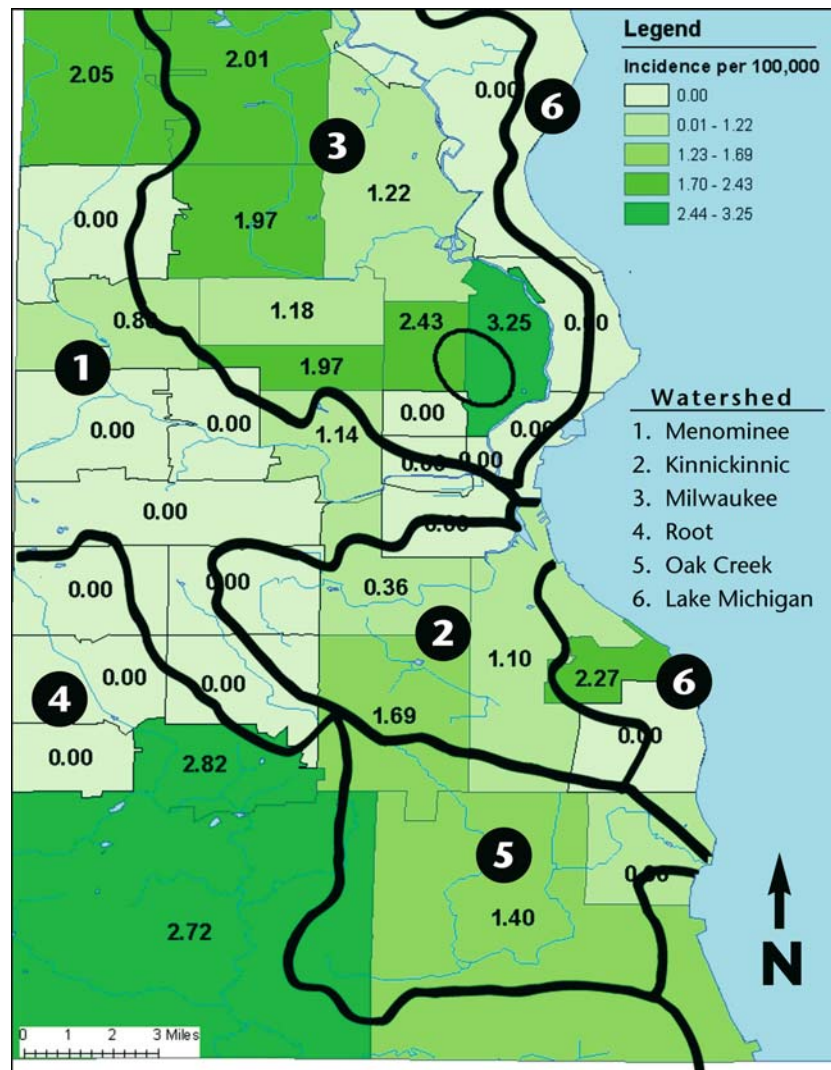 Legend
Incidence per 100,000
0.00
0.01 - 1.22
1.23 - 1.69
1.70 - 2.43
2.44 - 3.25
2.05
2.01
0.00
6
3
1.22
0.00
1.97
1.18
2.43
3.25
0.00
1
1.97
0.00
0.00
1.14
0.00
0.00
0.00
0.00
0.00
0.00
Watershed
1. Menominee
2. Kinnickinnic
3. Milwaukee
4. Root
5. Oak Creek
6. Lake Michigan
0.00
0.00
0.36
2
1.10
4
0.00
0.00
2.27
6
1.69
0.00
0.00
2.82
5
1.40
2.72
N
0 1 2 3 Miles